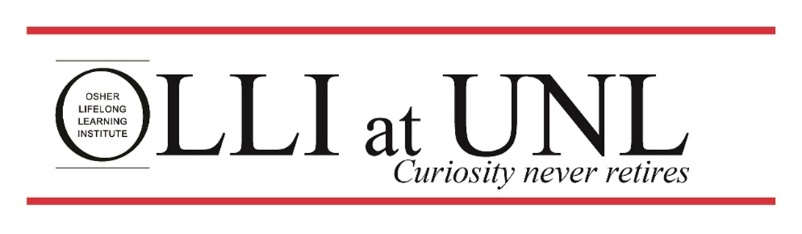 OLLI at UNL
OSHER
LIFELONG
LEARNING
INSTITUTE
Curiosity never retires